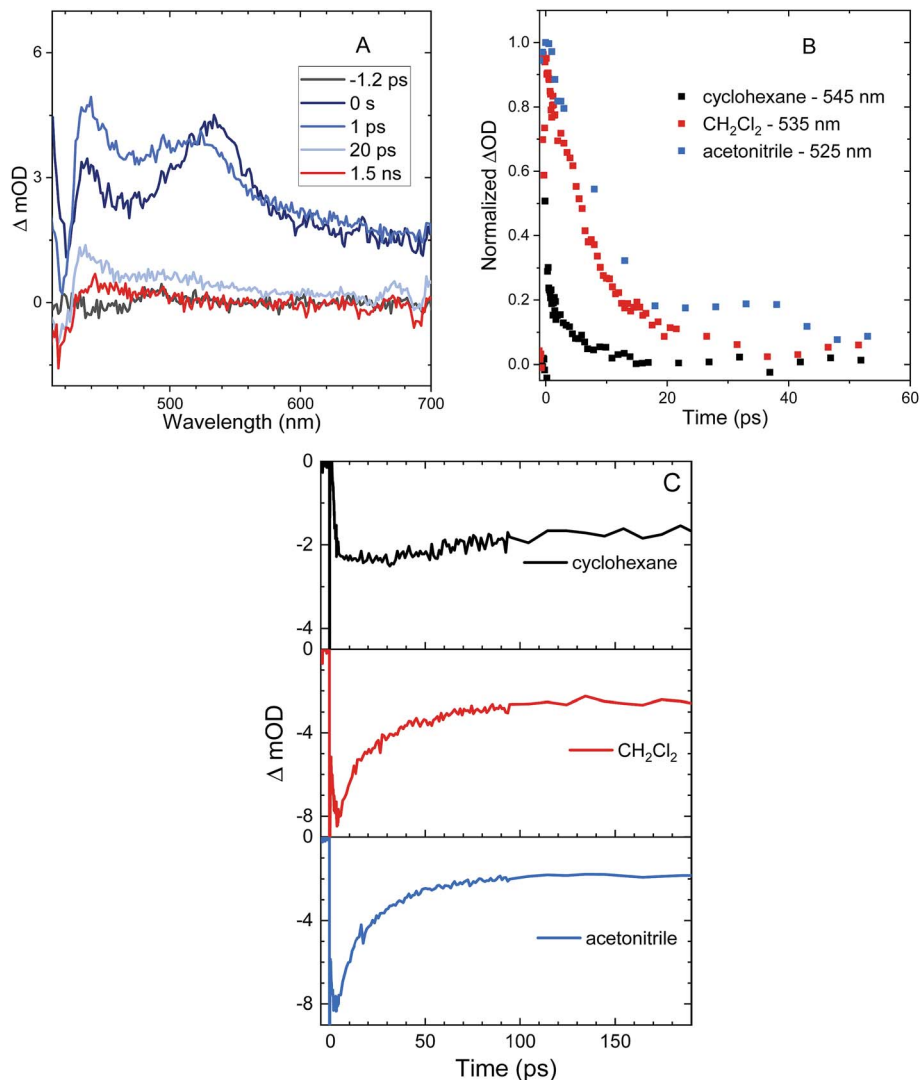 A
-1.2 ps
0 s
1 ps
20 ps
1.5 ns
6
3
0
Δ mOD
500
600
700
Wavelength (nm)
B
cyclohexane - 545 nm
CH₂Cl₂ - 535 nm
acetonitrile - 525 nm
1.0
0.8
0.6
0.4
0.2
0.0
Normalized ΔOD
0
20
40
60
Time (ps)
C
0
-2
-4
cyclohexane
0
-4
-8
CH₂Cl₂
Δ mOD
0
-4
-8
acetonitrile
0
50
100
150
Time (ps)